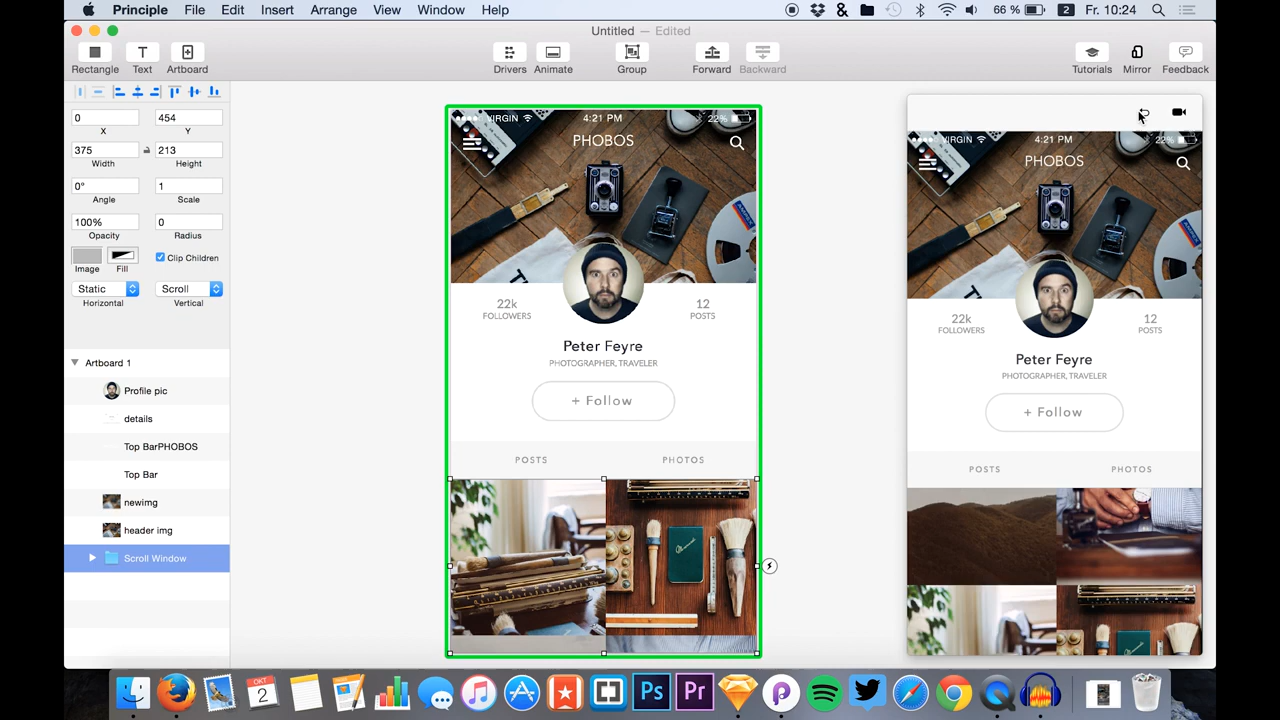 Principle File Edit Insert Arrange View Window Help 66 % 2 Fr. 10:24
Untitled — Edited
Rectangle Text Artboard Drivers Animate Group Forward Backward Tutorials Mirror Feedback
0 454
X Y
375 213
Width Height
0° 1
Angle Scale
100% 0
Opacity Radius
Clip Children
Image Fill
Static Scroll
Horizontal Vertical
Artboard 1
Profile pic
details
Top BarPHOBOS
Top Bar
newimg
header img
Scroll Window
VIRGIN 4:21 PM 22%
PHOBOS
22k 12
FOLLOWERS POSTS
Peter Feyre
PHOTOGRAPHER, TRAVELER
+ Follow
POSTS PHOTOS
VIRGIN 4:21 PM 22%
PHOBOS
22k 12
FOLLOWERS POSTS
Peter Feyre
PHOTOGRAPHER, TRAVELER
+ Follow
POSTS PHOTOS
OKT
2
Ps Pr